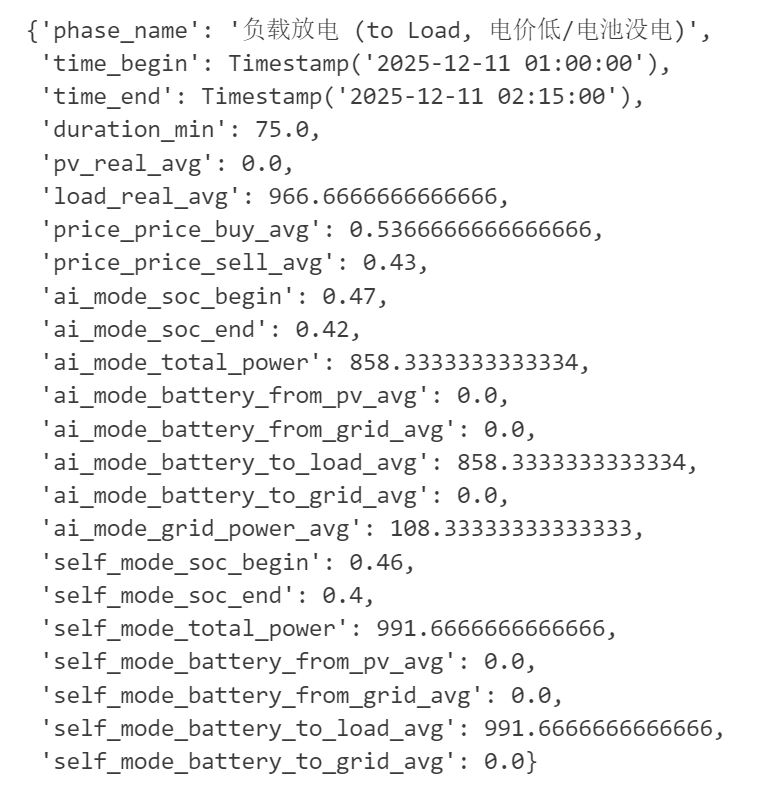 {'phase_name': '负载放电 (to Load, 电价低/电池没电)',
'time_begin': Timestamp('2025-12-11 01:00:00'),
'time_end': Timestamp('2025-12-11 02:15:00'),
'duration_min': 75.0,
'pv_real_avg': 0.0,
'load_real_avg': 966.6666666666666,
'price_price_buy_avg': 0.5366666666666666,
'price_price_sell_avg': 0.43,
'ai_mode_soc_begin': 0.47,
'ai_mode_soc_end': 0.42,
'ai_mode_total_power': 858.3333333333334,
'ai_mode_battery_from_pv_avg': 0.0,
'ai_mode_battery_from_grid_avg': 0.0,
'ai_mode_battery_to_load_avg': 858.3333333333334,
'ai_mode_battery_to_grid_avg': 0.0,
'ai_mode_grid_power_avg': 108.33333333333333,
'self_mode_soc_begin': 0.46,
'self_mode_soc_end': 0.4,
'self_mode_total_power': 991.6666666666666,
'self_mode_battery_from_pv_avg': 0.0,
'self_mode_battery_from_grid_avg': 0.0,
'self_mode_battery_to_load_avg': 991.6666666666666,
'self_mode_battery_to_grid_avg': 0.0}